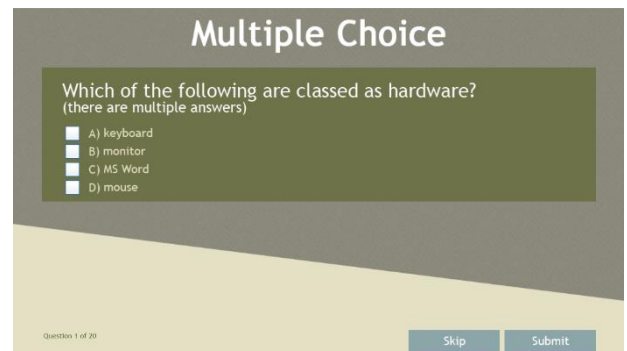 Multiple Choice
Which of the following are classed as hardware?
(there are multiple answers)
A) keyboard
B) monitor
C) MS Word
D) mouse
Question 1 of 20
Skip
Submit